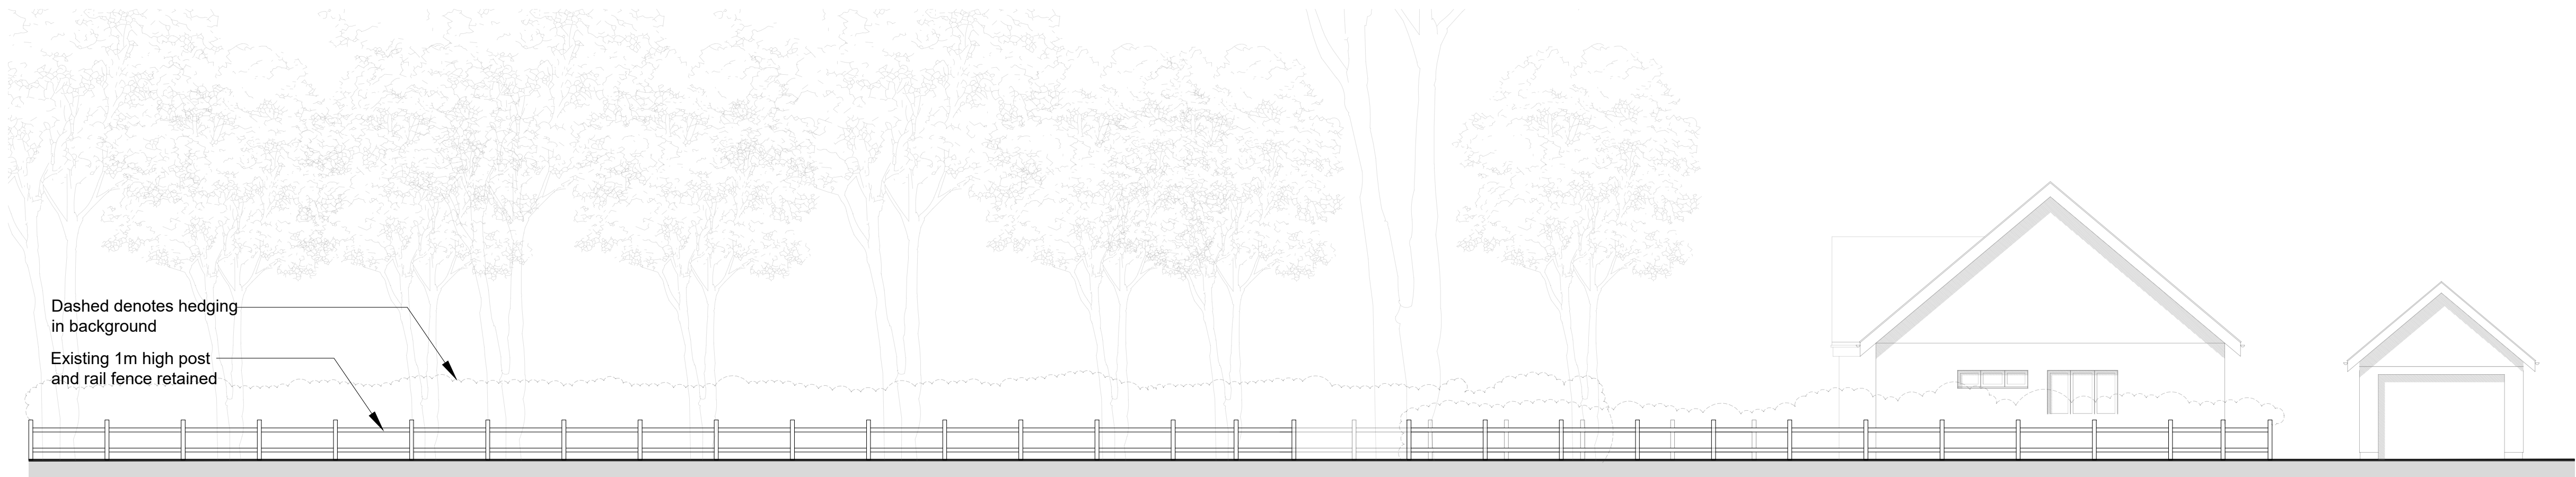 Dashed denotes hedging
in background
Existing 1m high post
and rail fence retained